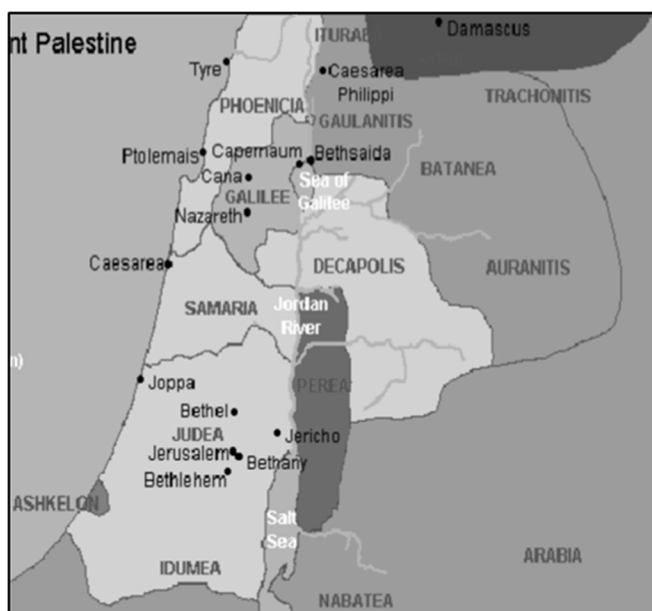 nt Palestine
ITURAEA
Damascus
Tyre
Caesarea
Philippi
TRACHONITIS
PHOENICIA
GAULANITIS
Ptolemais
Capernaum
Bethsaida
BATANEA
Cana
Sea of
Galilee
GALILEE
Nazareth
Caesarea
DECAPOLIS
AURANITIS
SAMARIA
Jordan
River
n)
Joppa
PEREA
Bethel
JUDEA
Jericho
Jerusalem
Bethany
Bethlehem
ASHKELON
Salt
Sea
IDUMEA
ARABIA
NABATEA